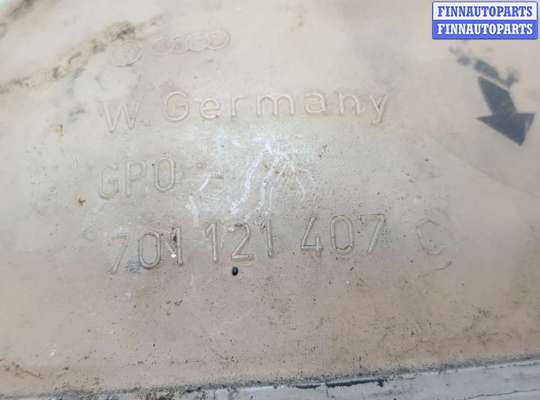 FINNAUTOPARTS
FINNAUTOPARTS
W. Germany
GPO -
701 121 407 C